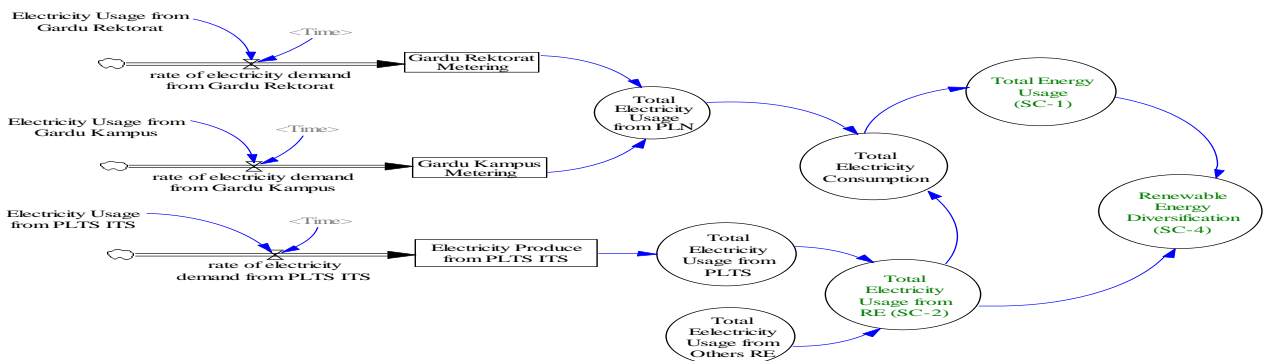 Electricity Usage from
Gardu Rektorat
<Time>
rate of electricity demand
from Gardu Rektorat
Gardu Rektorat
Metering
Electricity Usage from
Gardu Kampus
<Time>
rate of electricity demand
from Gardu Kampus
Gardu Kampus
Metering
Electricity Usage
from PLTS ITS
<Time>
rate of electricity
demand from PLTS ITS
Electricity Produce
from PLTS ITS
Total
Electricity
Usage
from PLN
Total
Electricity
Usage from
PLTS
Total
Eelectricity
Usage from
Others RE
Total
Electricity
Consumption
Total
Electricity
Usage from
RE (SC-2)
Total Energy
Usage
(SC-1)
Renewable
Energy
Diversification
(SC-4)